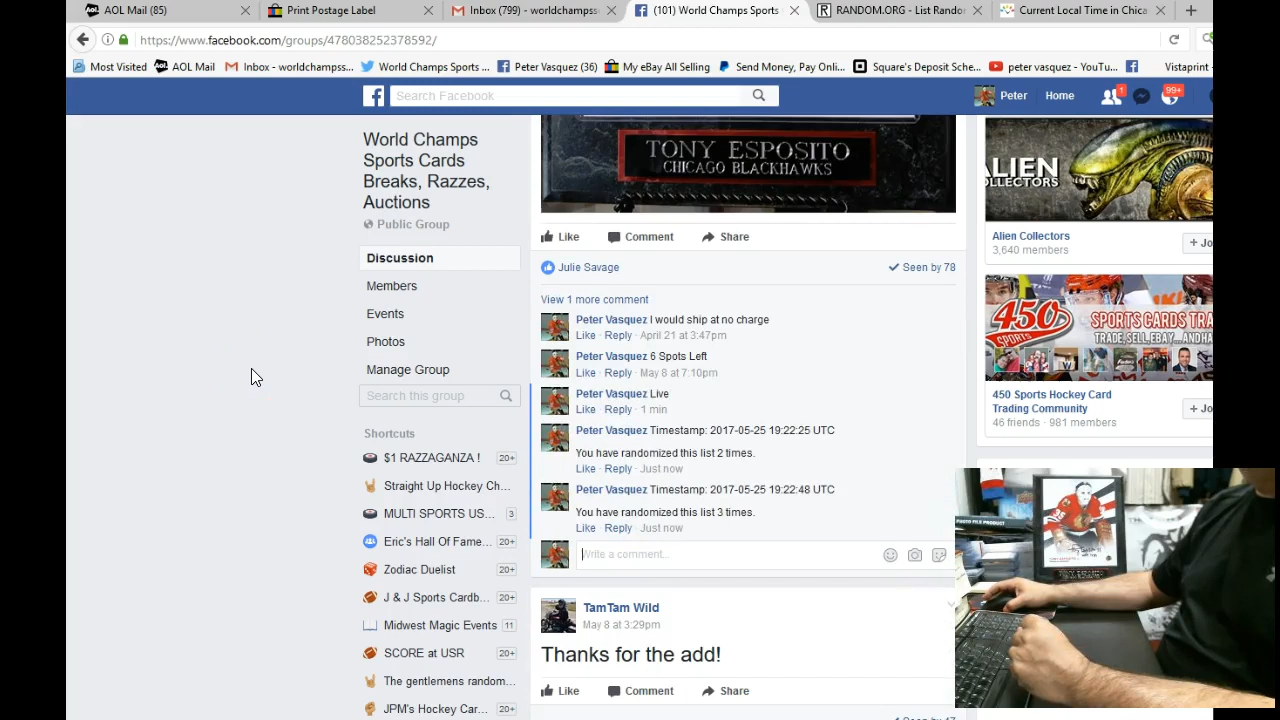 AOL Mail (85)
Print Postage Label
Inbox (799) - worldchampss
(101) World Champs Sports
RANDOM.ORG - List Rando
Current Local Time in Chica
https://www.facebook.com/groups/478038252378592/
Most Visited
Aol.
AOL Mail
Inbox - worldchampss...
World Champs Sports ...
Peter Vasquez (36)
My eBay All Selling
Send Money, Pay Onli...
Square's Deposit Sche...
peter vasquez - YouTu...
Vistaprint
Search Facebook
Peter
Home
1
99+
World Champs
Sports Cards
Breaks, Razzes,
Auctions
Public Group
Discussion
Members
Events
Photos
Manage Group
Search this group
Shortcuts
$1 RAZZAGANZA ! 20+
Straight Up Hockey Ch...
MULTI SPORTS US... 3
Eric's Hall Of Fame... 20+
Zodiac Duelist 20+
J & J Sports Cardb... 20+
Midwest Magic Events 11
SCORE at USR 20+
The gentlemens random...
JPM's Hockey Car... 20+
TONY ESPOSITO
CHICAGO BLACKHAWKS
Like Comment Share
Julie Savage
Seen by 78
View 1 more comment
Peter Vasquez I would ship at no charge
Like · Reply · April 21 at 3:47pm
Peter Vasquez 6 Spots Left
Like · Reply · May 8 at 7:10pm
Peter Vasquez Live
Like · Reply · 1 min
Peter Vasquez Timestamp: 2017-05-25 19:22:25 UTC
You have randomized this list 2 times.
Like · Reply · Just now
Peter Vasquez Timestamp: 2017-05-25 19:22:48 UTC
You have randomized this list 3 times.
Like · Reply · Just now
Write a comment...
TamTam Wild
May 8 at 3:29pm
Thanks for the add!
Like Comment Share
ALIEN
Alien Collectors
3,640 members
+ Jo
450
SPORTS
SPORTS CARDS TRA
450 Sports Hockey Card
Trading Community
46 friends · 981 members
+ Jo